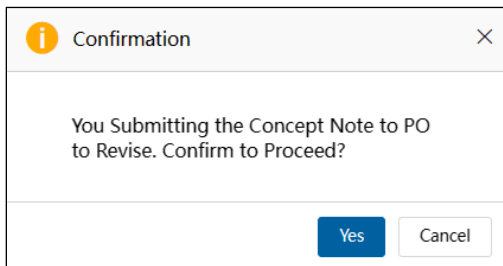 Confirmation
You Submitting the Concept Note to PO
to Revise. Confirm to Proceed?
Yes
Cancel